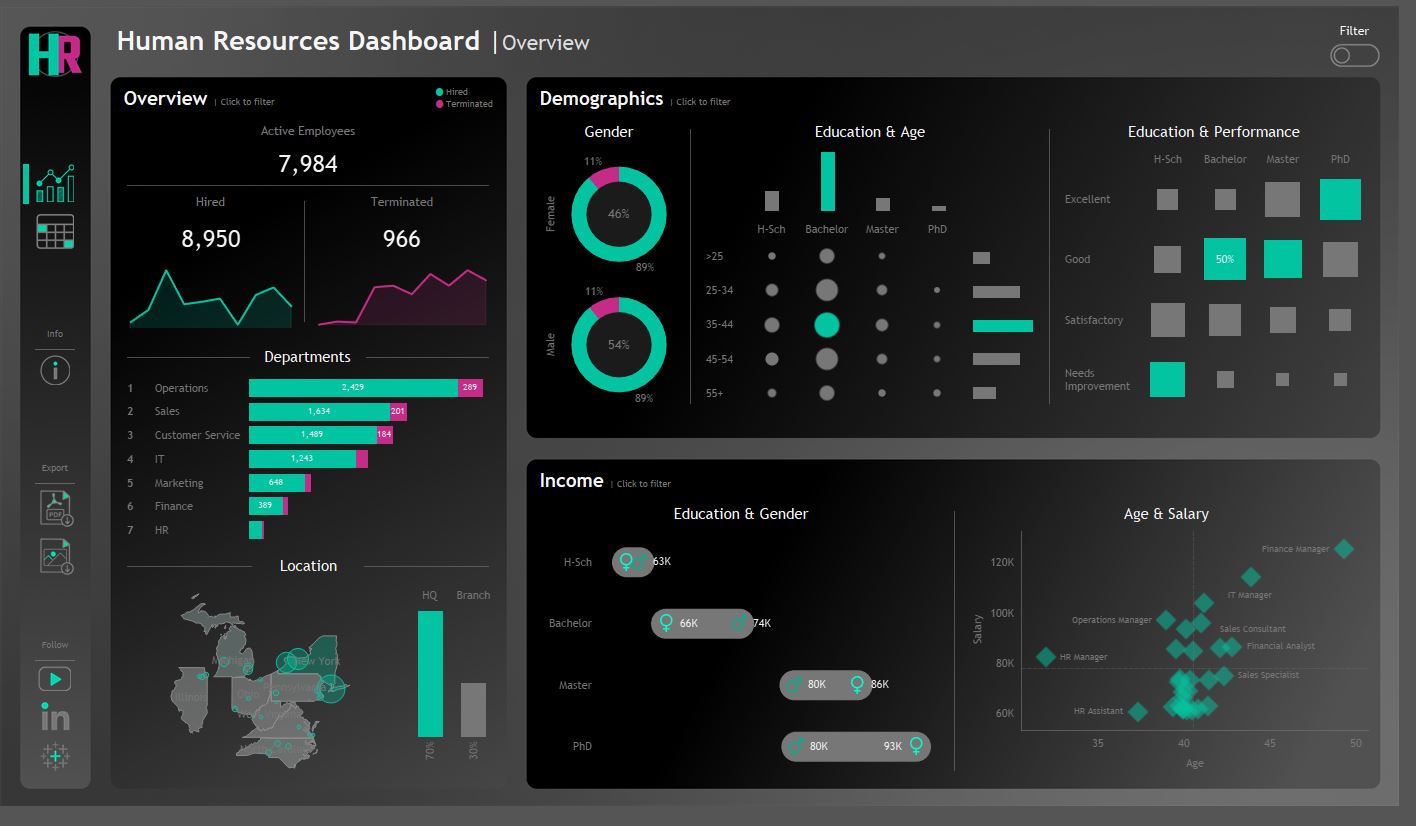 HR
Human Resources Dashboard | Overview
Filter
Overview | Click to filter
Hired
Terminated
Active Employees
7,984
Hired
8,950
Terminated
966
Departments
1 Operations 2,429 289
2 Sales 1,634 201
3 Customer Service 1,489 184
4 IT 1,243
5 Marketing 648
6 Finance 389
7 HR
Location
HQ Branch
Michigan
New York
Illinois
Ohio
Pennsylvania
70% 30%
Info
Export
PDF
Follow
in
Demographics | Click to filter
Gender
Female
11%
46%
89%
Male
11%
54%
89%
Education & Age
H-Sch Bachelor Master PhD
>25
25-34
35-44
45-54
55+
Education & Performance
H-Sch Bachelor Master PhD
Excellent
Good 50%
Satisfactory
Needs
Improvement
Income | Click to filter
Education & Gender
H-Sch 63K
Bachelor 66K 74K
Master 80K 86K
PhD 80K 93K
Age & Salary
Salary
120K
100K
80K
60K
Finance Manager
IT Manager
Operations Manager
Sales Consultant
Financial Analyst
HR Manager
Sales Specialist
HR Assistant
35 40 45 50
Age